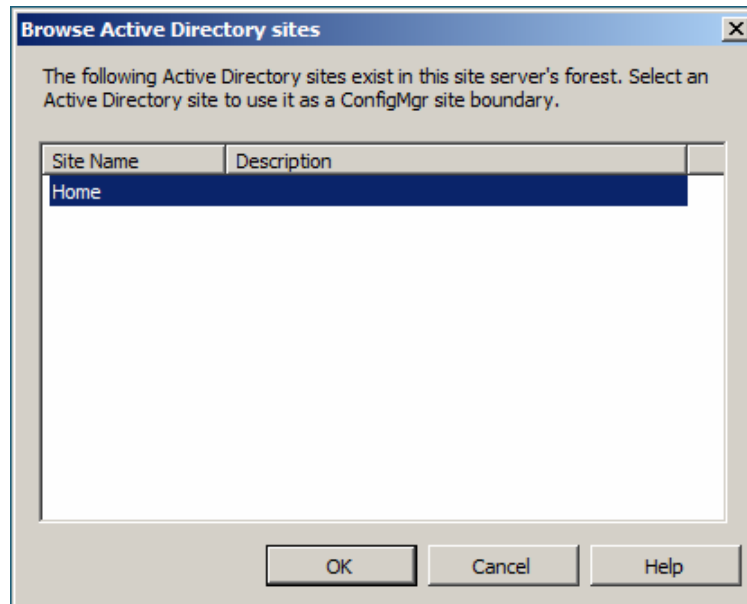 Browse Active Directory sites
The following Active Directory sites exist in this site server's forest. Select an
Active Directory site to use it as a ConfigMgr site boundary.
Site Name Description
Home
OK Cancel Help